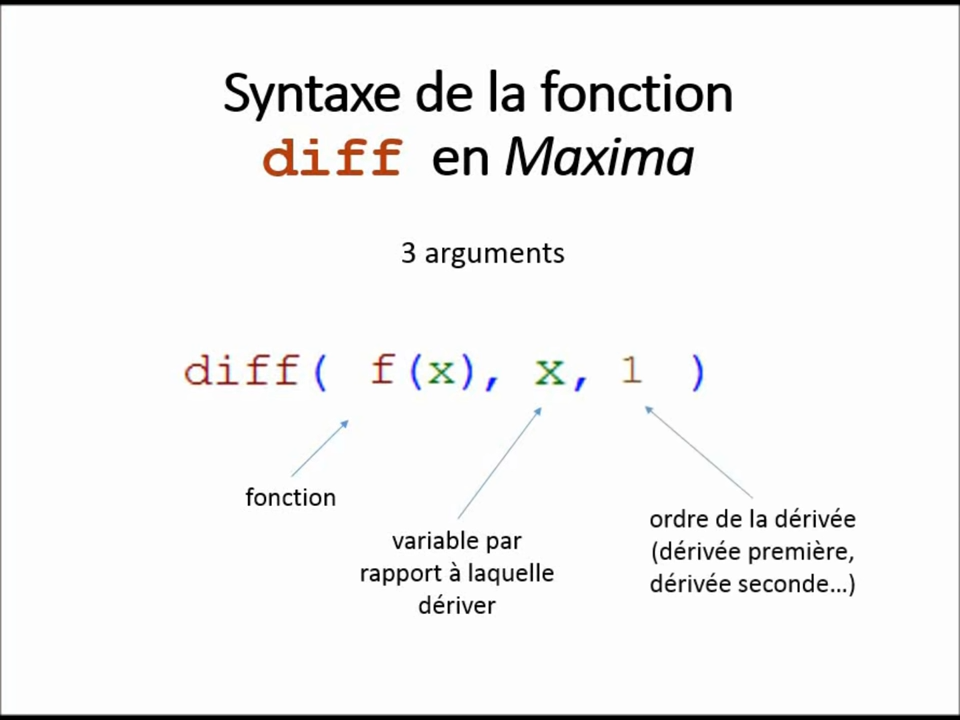 Syntaxe de la fonction
diff en Maxima
3 arguments
diff( f(x), x, 1 )
fonction
variable par
rapport à laquelle
dériver
ordre de la dérivée
(dérivée première,
dérivée seconde…)